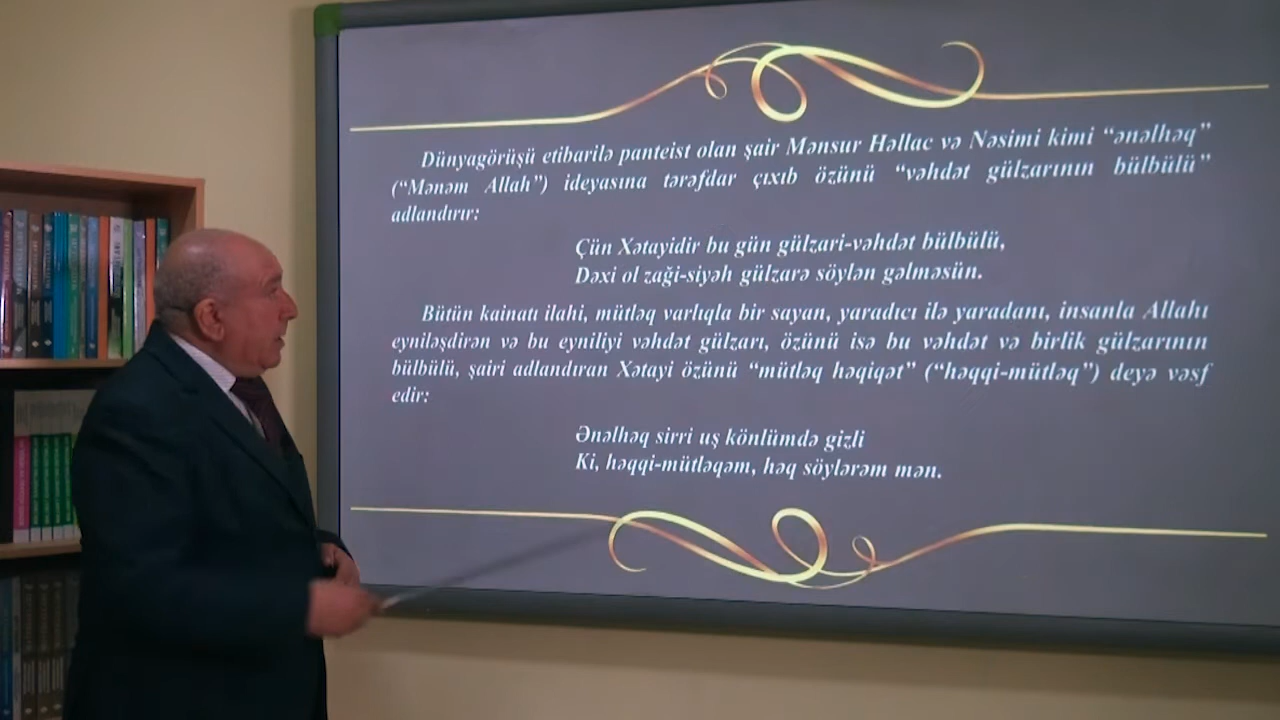 Dünyagörüşü etibarilə panteist olan şair Mənsur Həllac və Nəsimi kimi “ənəlhəq”
(“Mənəm Allah”) ideyasına tərəfdar çıxıb özünü “vəhdət gülzarının bülbülü”
adlandırır:
Çün Xətayidir bu gün gülzari-vəhdət bülbülü,
Dəxi ol zaği-siyəh gülzarə söylən gəlməsün.
Bütün kainatı ilahi, mütləq varlıqla bir sayan, yaradıcı ilə yaradanı, insanla Allahı
eyniləşdirən və bu eyniliyi vəhdət gülzarı, özünü isə bu vəhdət və birlik gülzarının
bülbülü, şairi adlandıran Xətayi özünü “mütləq həqiqət” (“həqqi-mütləq”) deyə vəsf
edir:
Ənəlhəq sirri uş könlümdə gizli
Ki, həqqi-mütləqəm, həq söylərəm mən.